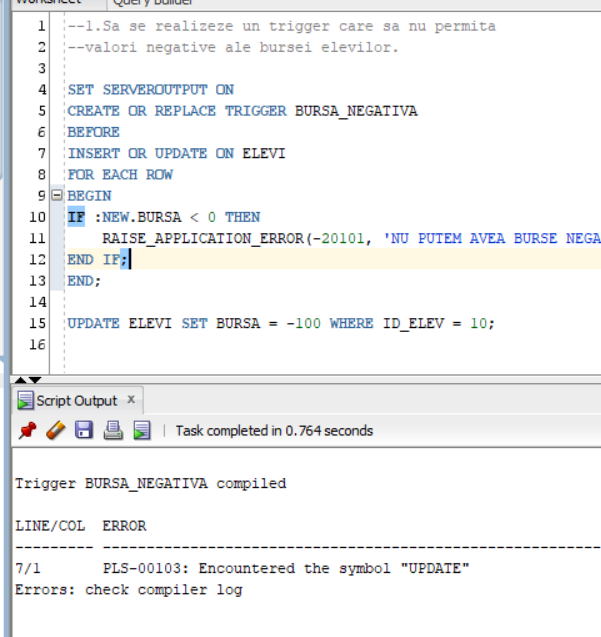 Worksheet Query Builder
1 --1.Sa se realizeze un trigger care sa nu permita
2 --valori negative ale bursei elevilor.
3
4 SET SERVEROUTPUT ON
5 CREATE OR REPLACE TRIGGER BURSA_NEGATIVA
6 BEFORE
7 INSERT OR UPDATE ON ELEVI
8 FOR EACH ROW
9 BEGIN
10 IF :NEW.BURSA < 0 THEN
11 RAISE_APPLICATION_ERROR(-20101, 'NU PUTEM AVEA BURSE NEGA
12 END IF;
13 END;
14
15 UPDATE ELEVI SET BURSA = -100 WHERE ID_ELEV = 10;
16
Script Output x
Task completed in 0.764 seconds
Trigger BURSA_NEGATIVA compiled
LINE/COL ERROR
--------- -------------------------------------------------------------
7/1 PLS-00103: Encountered the symbol "UPDATE"
Errors: check compiler log